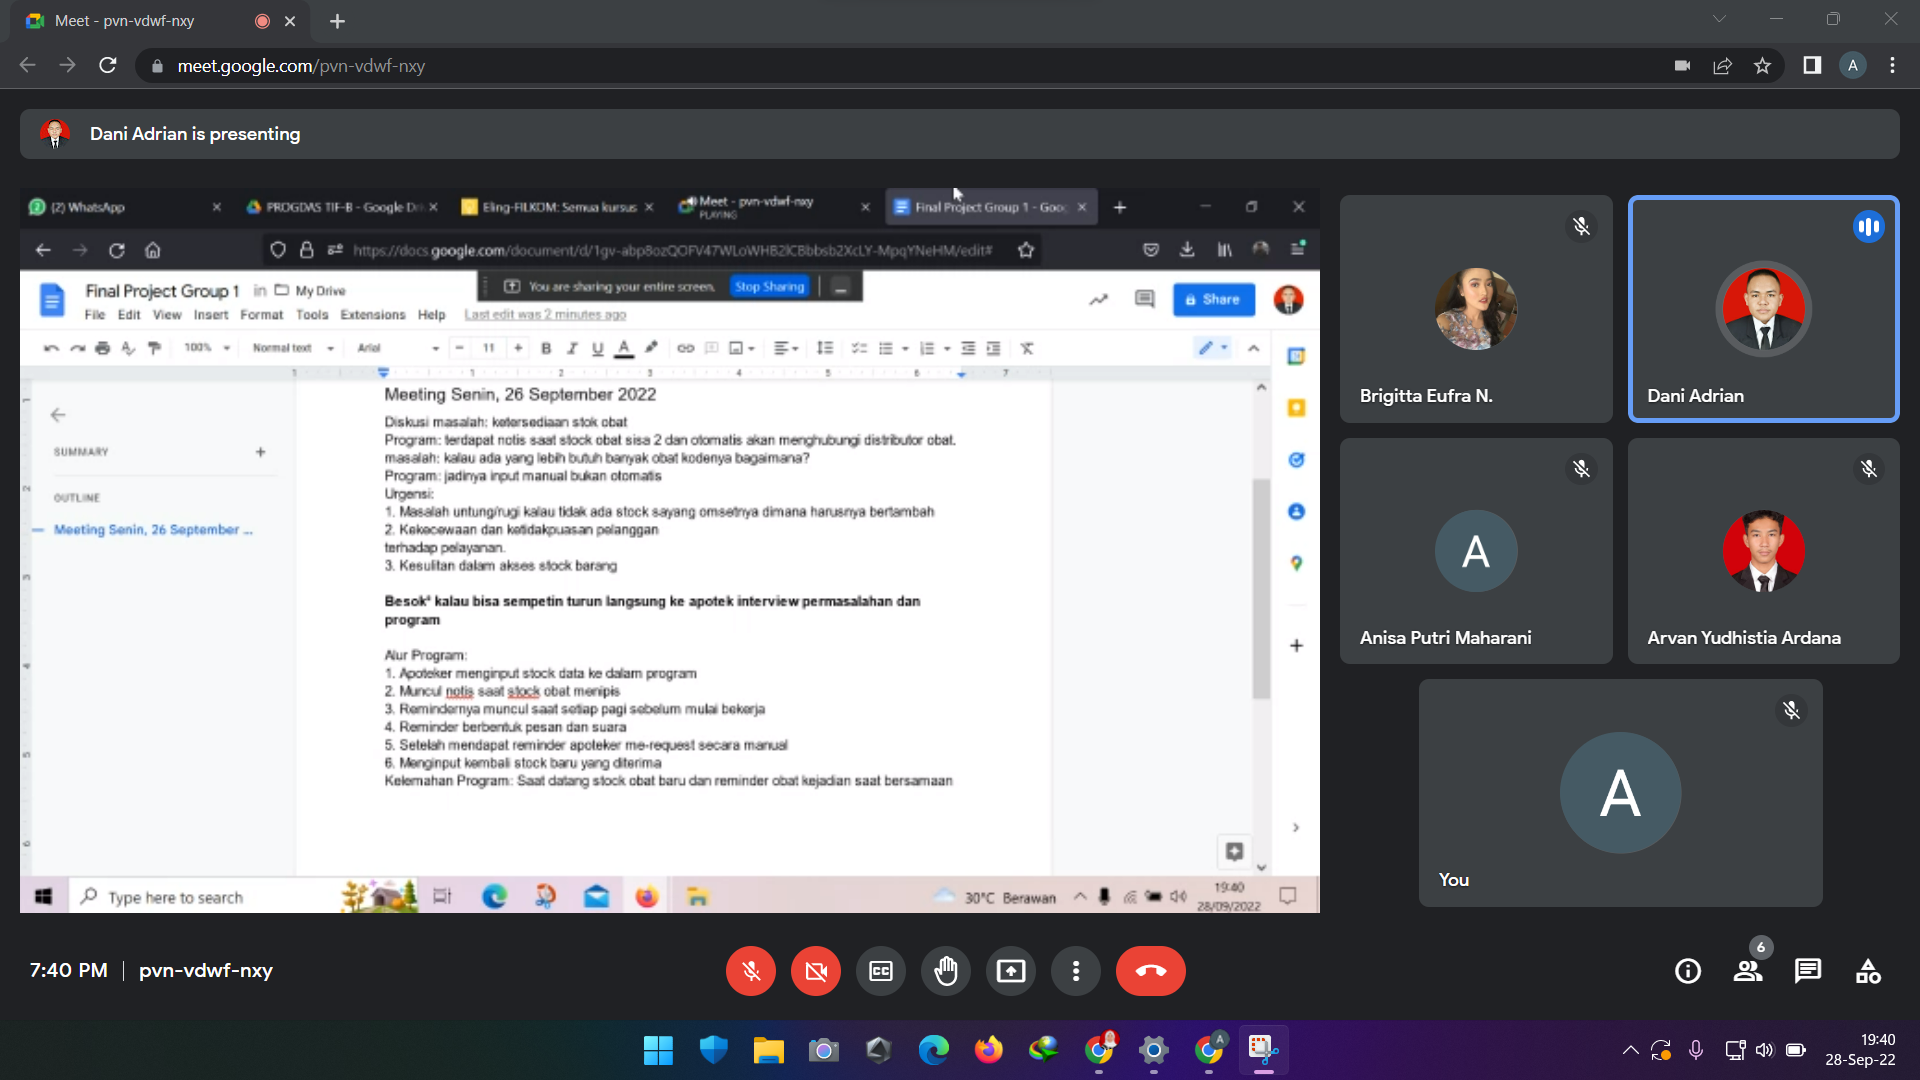 Meet - pvn-vdwf-nxy
meet.google.com/pvn-vdwf-nxy
A
Dani Adrian is presenting
(2) WhatsApp
PROGDAS TIF-B - Google Dri
Eling-FILKOM: Semua kursus
Meet - pvn-vdwf-nxy
PLAYING
Final Project Group 1 - Goog
https://docs.google.com/document/d/
Final Project Group 1 in My Drive
You are sharing your entire screen. Stop Sharing
Share
File Edit View Insert Format Tools Extensions Help Last edit was 2 minutes ago
100% Normal text Arial 11 B I U A
1 1 2 3 4 5 6 7
Meeting Senin, 26 September 2022
Diskusi masalah: ketersediaan stok obat
Program: terdapat notis saat stock obat sisa 2 dan otomatis akan menghubungi distributor obat.
masalah: kalau ada yang lebih butuh banyak obat kodenya bagaimana?
Program: jadinya input manual bukan otomatis
Urgensi:
1. Masalah untung/rugi kalau tidak ada stock sayang omsetnya dimana harusnya bertambah
2. Kekecewaan dan ketidakpuasan pelanggan
terhadap pelayanan.
3. Kesulitan dalam akses stock barang
Besok² kalau bisa sempetin turun langsung ke apotek interview permasalahan dan
program
Alur Program:
1. Apoteker menginput stock data ke dalam program
2. Muncul notis saat stock obat menipis
3. Remindernya muncul saat setiap pagi sebelum mulai bekerja
4. Reminder berbentuk pesan dan suara
5. Setelah mendapat reminder apoteker me-request secara manual
6. Menginput kembali stock baru yang diterima
Kelemahan Program: Saat datang stock obat baru dan reminder obat kejadian saat bersamaan
SUMMARY
OUTLINE
Meeting Senin, 26 September ...
Type here to search
30°C Berawan
19:40
28/09/2022
Brigitta Eufra N.
Dani Adrian
A
Anisa Putri Maharani
Arvan Yudhistia Ardana
A
You
7:40 PM | pvn-vdwf-nxy
CC
6
A
19:40
28-Sep-22